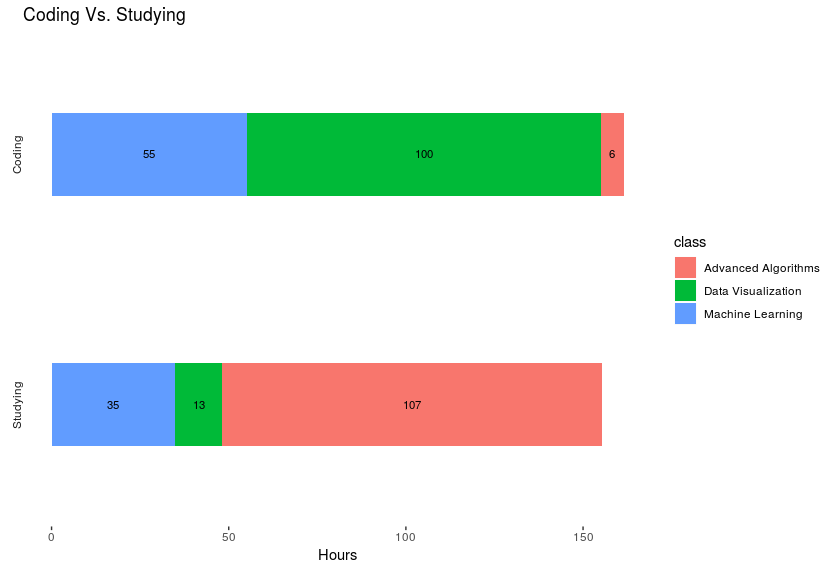 Coding Vs. Studying
Coding
55 100 6
class
Advanced Algorithms
Data Visualization
Machine Learning
Studying
35 13 107
0 50 100 150
Hours